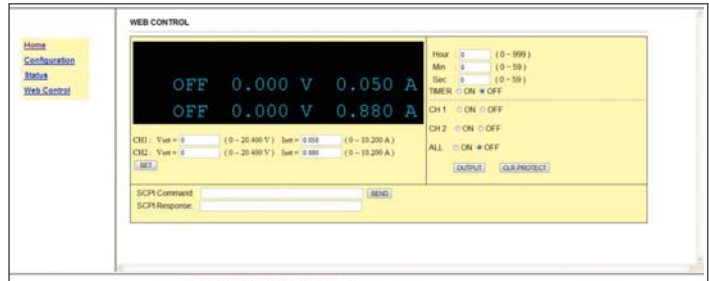 WEB CONTROL
Home
Configuration
Status
Web Control
OFF 0.000 V 0.050 A
OFF 0.000 V 0.880 A
CH1: Vset = 0 ( 0 ~ 20.400 V ) Iset = 0.050 ( 0 ~ 10.200 A )
CH2: Vset = 0 ( 0 ~ 20.400 V ) Iset = 0.880 ( 0 ~ 10.200 A )
SET
Hour : 0 ( 0 ~ 999 )
Min : 0 ( 0 ~ 59 )
Sec : 0 ( 0 ~ 59 )
TIMER ON OFF
CH 1 ON OFF
CH 2 ON OFF
ALL ON OFF
OUTPUT CLR PROTECT
SCPI Command: SEND
SCPI Response: